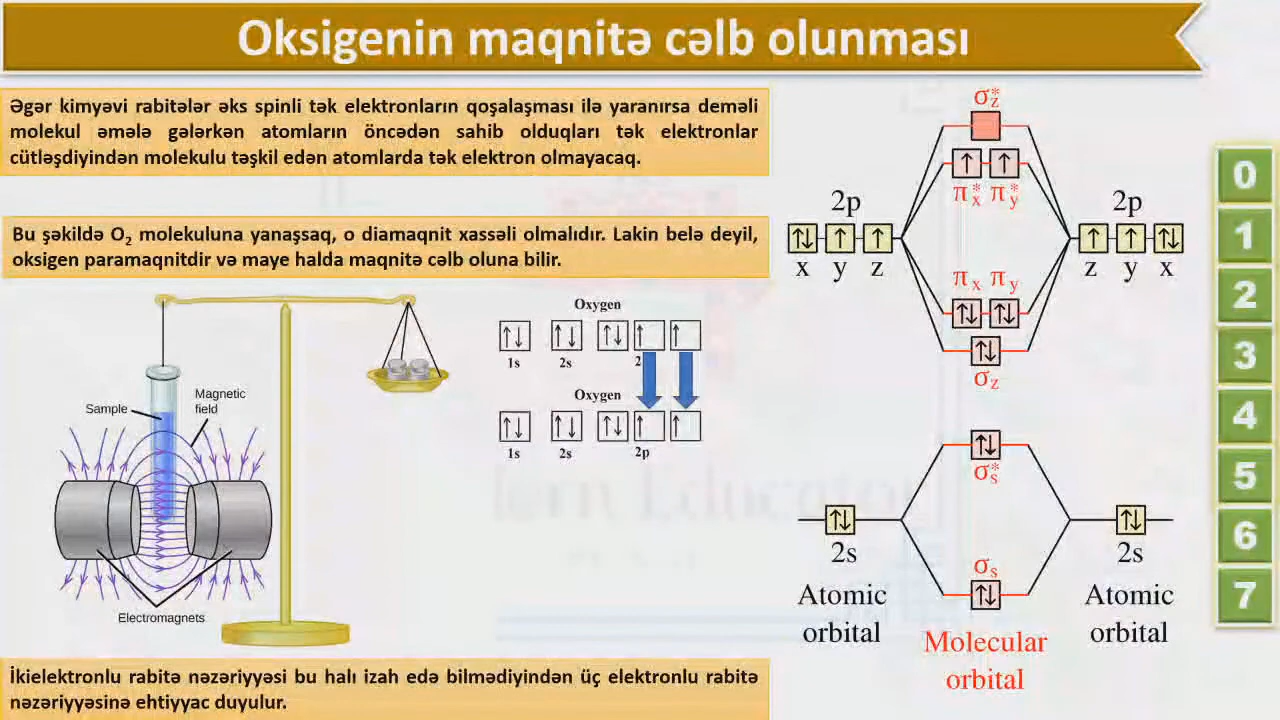 Oksigenin maqnitə cəlb olunması
Əgər kimyəvi rabitələr əks spinli tək elektronların qoşalaşması ilə yaranırsa deməli
molekul əmələ gələrkən atomların öncədən sahib olduqları tək elektronlar
cütləşdiyindən molekulu təşkil edən atomlarda tək elektron olmayacaq.
Bu şəkildə O₂ molekuluna yanaşsaq, o diamaqnit xassəli olmalıdır. Lakin belə deyil,
oksigen paramaqnitdir və maye halda maqnitə cəlb oluna bilir.
Sample
Magnetic
field
Electromagnets
Oxygen
1s 2s 2
Oxygen
1s 2s 2p
σz*
πx* πy*
2p 2p
x y z z y x
πx πy
σz
σs*
2s 2s
σs
Atomic
orbital
Molecular
orbital
Atomic
orbital
0
1
2
3
4
5
6
7
İkielektronlu rabitə nəzəriyyəsi bu halı izah edə bilmədiyindən üç elektronlu rabitə
nəzəriyyəsinə ehtiyyac duyulur.